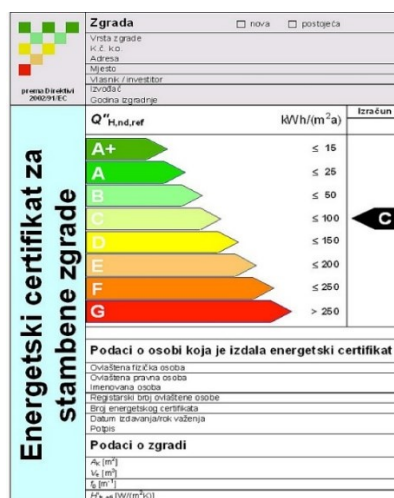 prema Direktivi
2002/91/EC
Energetski certifikat za
stambene zgrade
Zgrada nova postojeća
Vrsta zgrade
K.č. k.o.
Adresa
Mjesto
Vlasnik / investitor
Izvođač
Godina izgradnje
Q"H,nd,ref kWh/(m²a) Izračun
A+ ≤ 15
A ≤ 25
B ≤ 50
C ≤ 100 C
D ≤ 150
E ≤ 200
F ≤ 250
G > 250
Podaci o osobi koja je izdala energetski certifikat
Ovlaštena fizička osoba
Ovlaštena pravna osoba
Imenovana osoba
Registarski broj ovlaštene osobe
Broj energetskog certifikata
Datum izdavanja/rok važenja
Potpis
Podaci o zgradi
[m²]
[m³]
[m⁻¹]
[W/(m²K)]